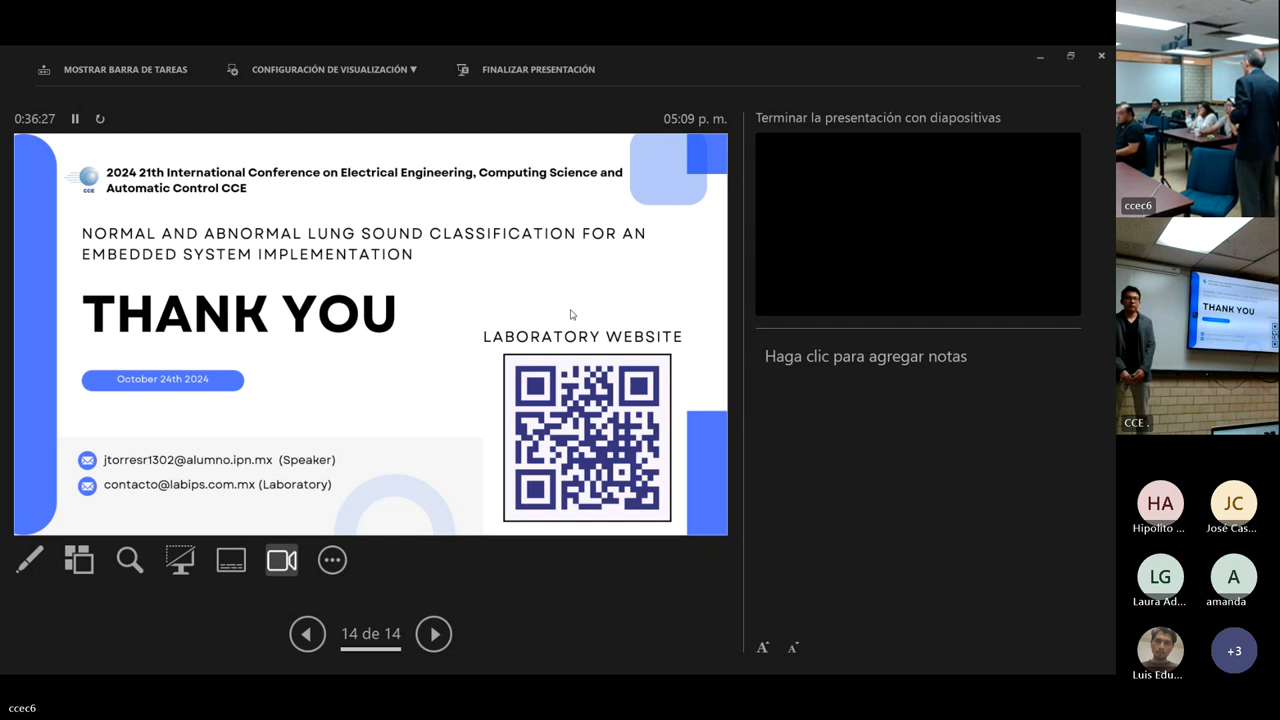 MOSTRAR BARRA DE TAREAS
CONFIGURACIÓN DE VISUALIZACIÓN ▼
FINALIZAR PRESENTACIÓN
0:36:27
05:09 p. m.
Terminar la presentación con diapositivas
CCE
2024 21th International Conference on Electrical Engineering, Computing Science and
Automatic Control CCE
NORMAL AND ABNORMAL LUNG SOUND CLASSIFICATION FOR AN
EMBEDDED SYSTEM IMPLEMENTATION
THANK YOU
LABORATORY WEBSITE
October 24th 2024
jtorresr1302@alumno.ipn.mx (Speaker)
contacto@labips.com.mx (Laboratory)
Haga clic para agregar notas
14 de 14
A A
ccec6
THANK YOU
CCE .
HA
Hipolito ...
JC
José Cas...
LG
Laura Ad...
A
amanda
Luis Edu...
+3
ccec6